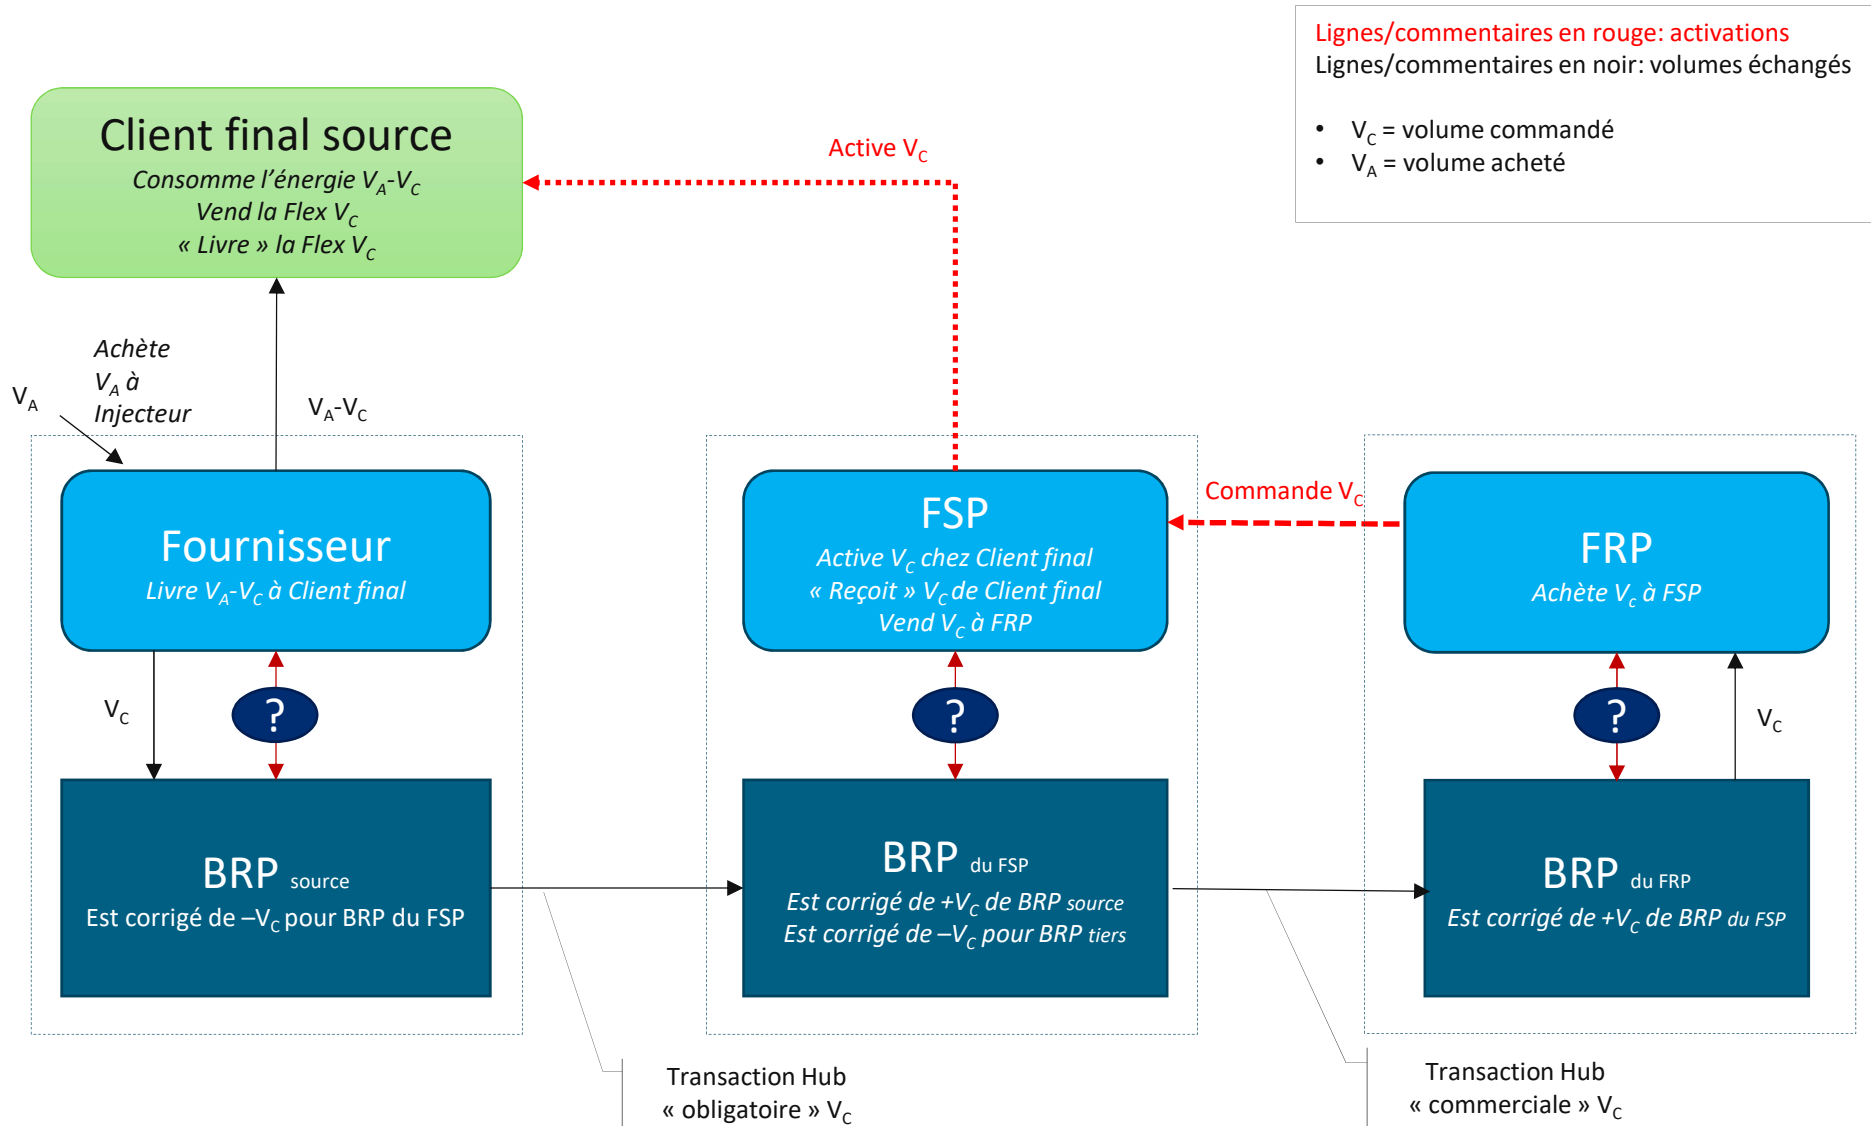 Lignes/commentaires en rouge: activations
Lignes/commentaires en noir: volumes échangés
• VC = volume commandé
• VA = volume acheté
Client final source
Consomme l’énergie VA-VC
Vend la Flex VC
« Livre » la Flex VC
Active VC
Achète
VA à
Injecteur
VA
VA-VC
Fournisseur
Livre VA-VC à Client final
FSP
Active VC chez Client final
« Reçoit » VC de Client final
Vend VC à FRP
Commande VC
FRP
Achète Vc à FSP
VC
?
?
?
VC
BRP source
Est corrigé de –VC pour BRP du FSP
BRP du FSP
Est corrigé de +VC de BRP source
Est corrigé de –VC pour BRP tiers
BRP du FRP
Est corrigé de +VC de BRP du FSP
Transaction Hub
« obligatoire » VC
Transaction Hub
« commerciale » VC